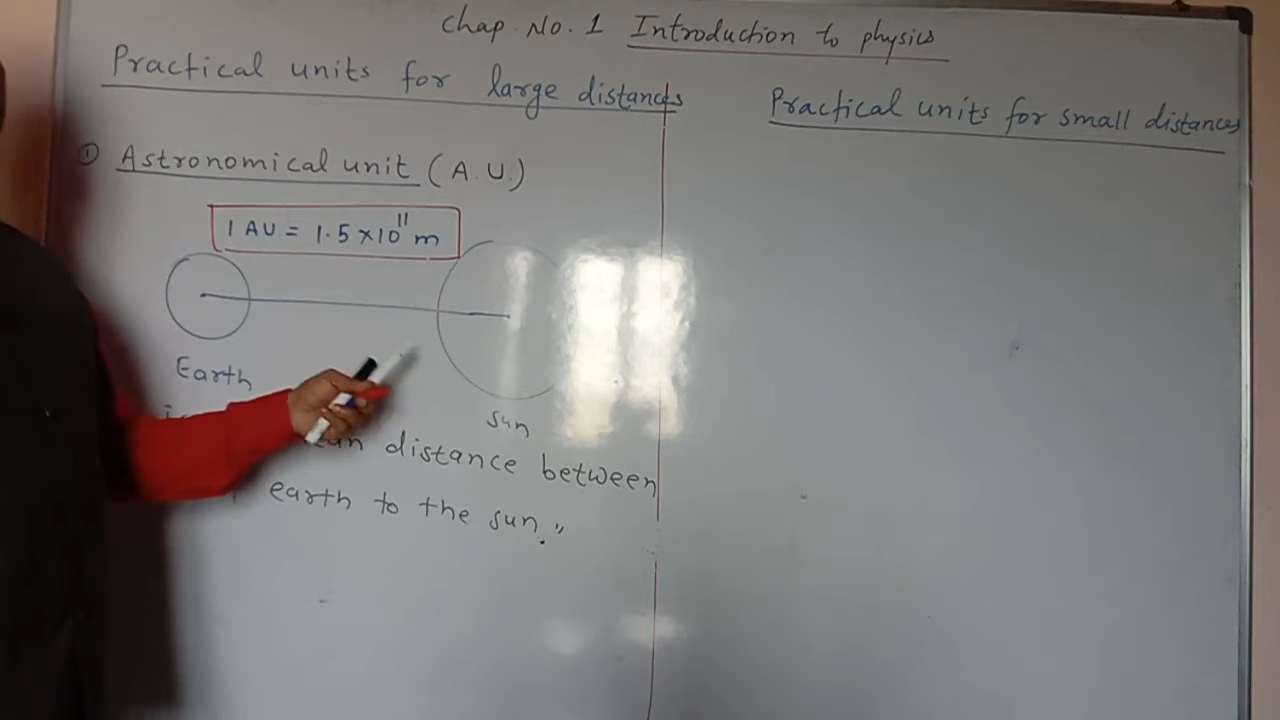 Chap. No. 1 Introduction to physics
Practical units for large distances
① Astronomical unit (A.U.)
1 AU = 1.5 × 10¹¹ m
Earth
Sun
distance between
earth to the sun."
Practical units for small distances